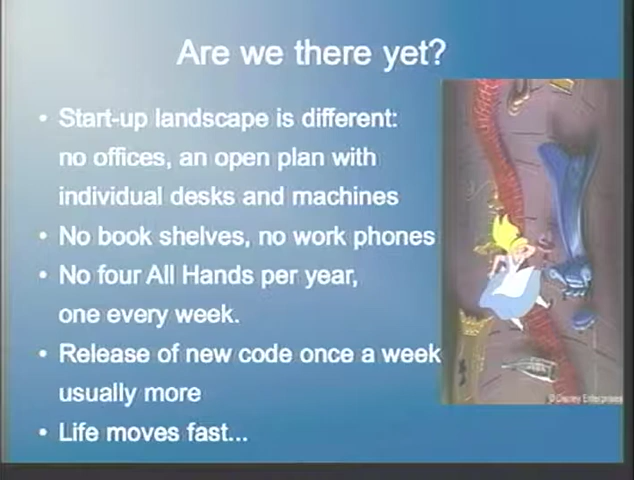 Are we there yet?
• Start-up landscape is different:
no offices, an open plan with
individual desks and machines
• No book shelves, no work phones
• No four All Hands per year,
one every week.
• Release of new code once a week
usually more
• Life moves fast...
© Disney Enterprises